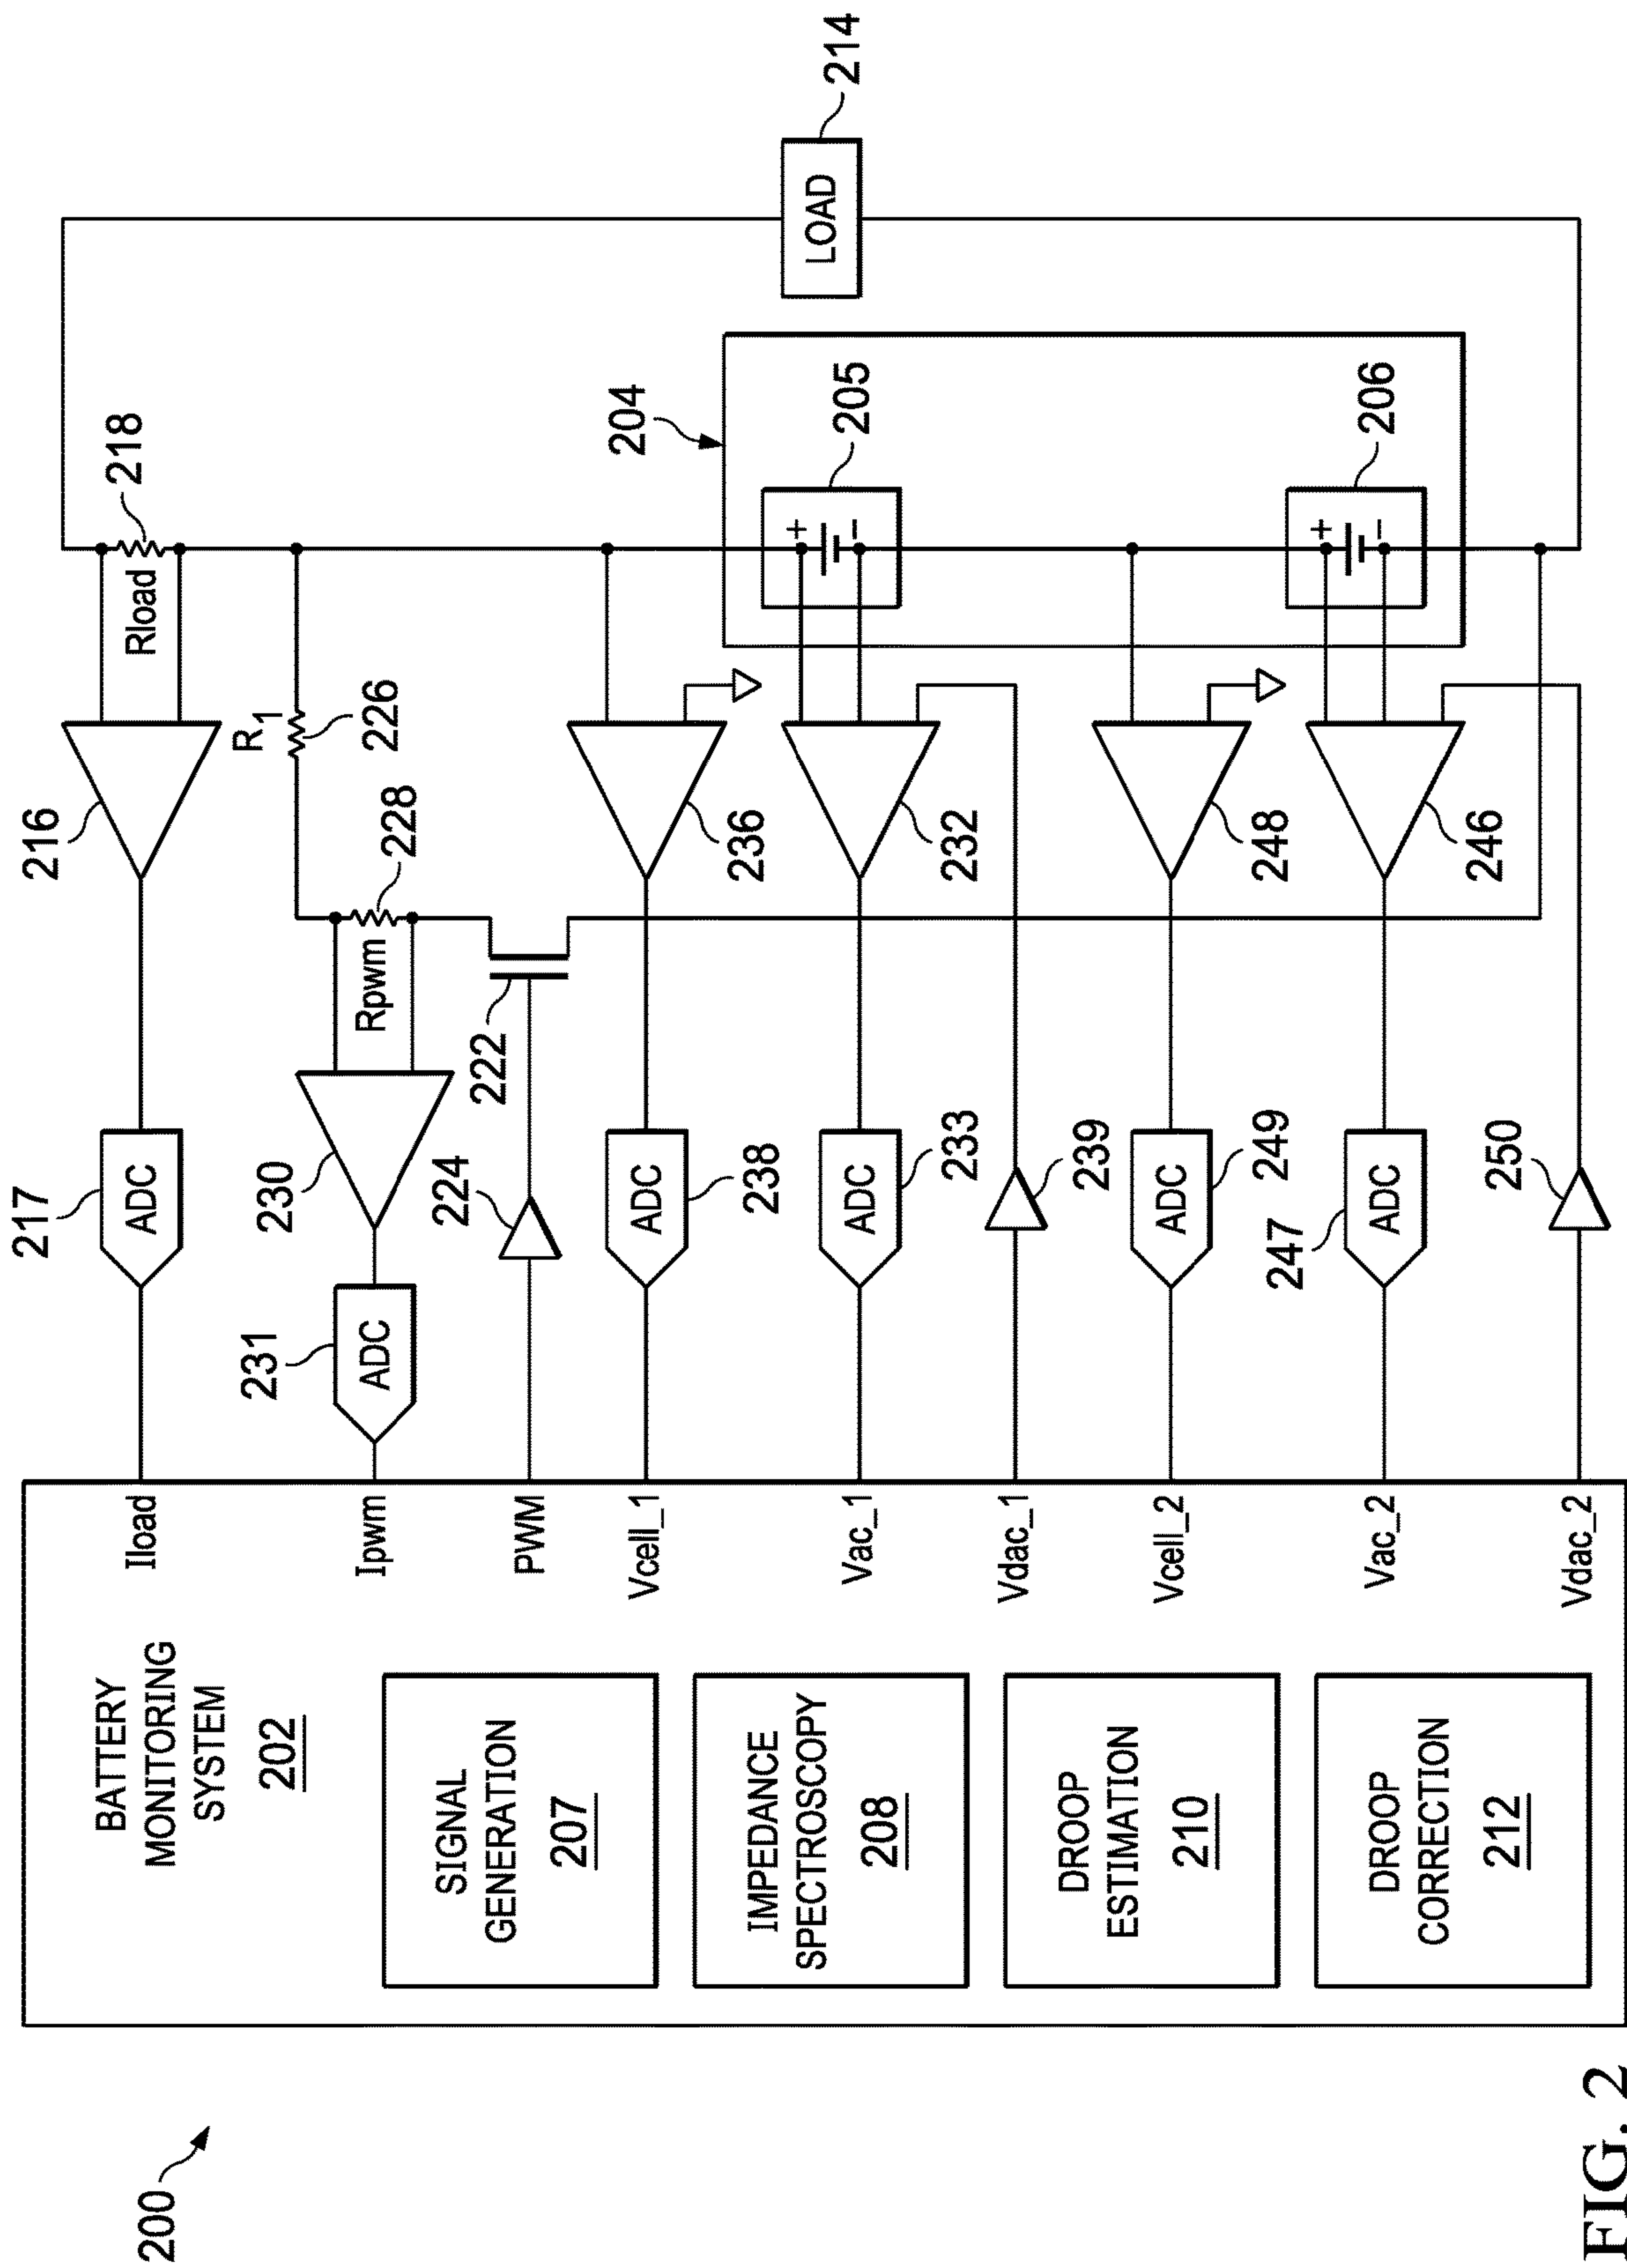 200
BATTERY
MONITORING
SYSTEM
202
SIGNAL
GENERATION
207
IMPEDANCE
SPECTROSCOPY
208
DROOP
ESTIMATION
210
DROOP
CORRECTION
212
Iload
Ipwm
PWM
Vcell_1
Vac_1
Vdac_1
Vcell_2
Vac_2
Vdac_2
217
ADC
216
Rload
218
231
ADC
230
Rpwm
228
R1
226
224
222
ADC
238
236
ADC
233
232
239
ADC
249
248
247
ADC
246
250
204
+
-
205
+
-
206
LOAD
214
FIG. 2